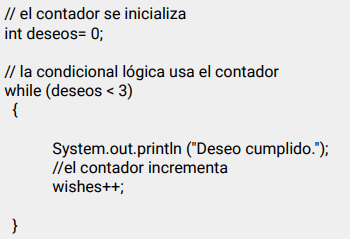 // el contador se inicializa
int deseos= 0;
// la condicional lógica usa el contador
while (deseos < 3)
{
System.out.println ("Deseo cumplido.");
//el contador incrementa
wishes++;
}